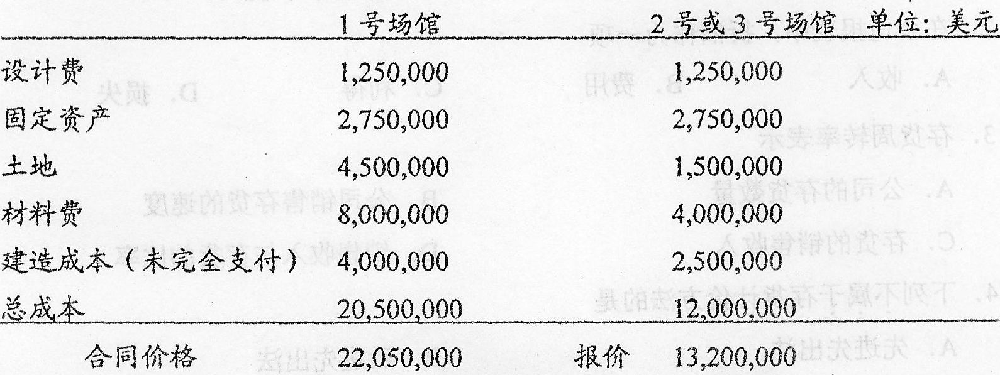 1号场馆 2号或3号场馆 单位：美元
设计费 1,250,000 1,250,000
固定资产 2,750,000 2,750,000
土地 4,500,000 1,500,000
材料费 8,000,000 4,000,000
建造成本（未完全支付） 4,000,000 2,500,000
总成本 20,500,000 12,000,000
合同价格 22,050,000 报价 13,200,000